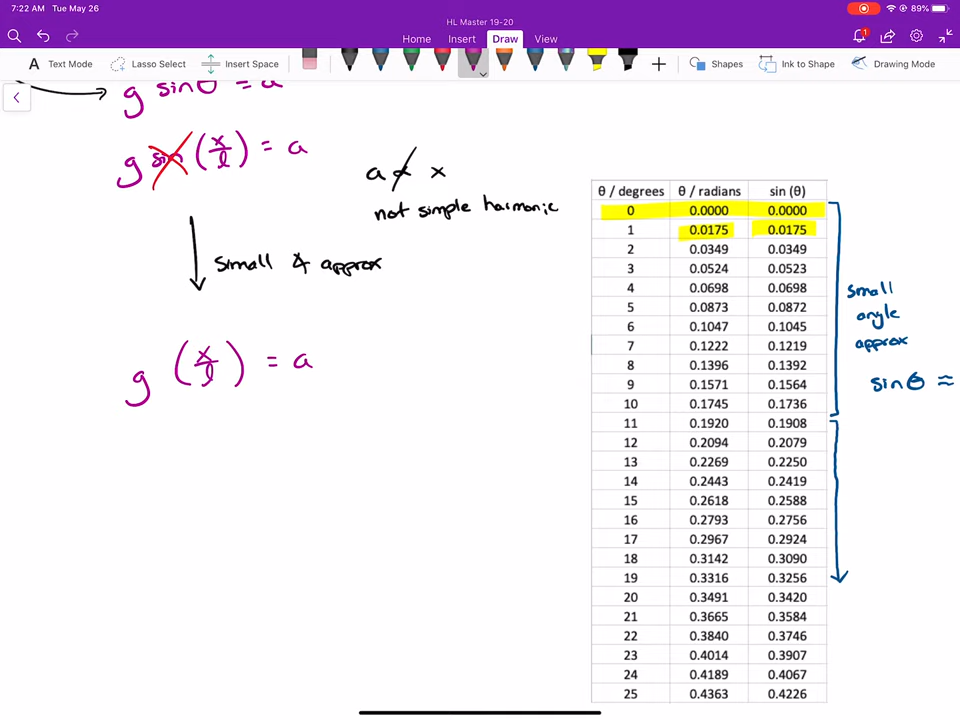 7:22 AM Tue May 26
89%
HL Master 19-20
Home Insert Draw View
1
Text Mode Lasso Select Insert Space Shapes Ink to Shape Drawing Mode
g sinθ = a
g sin (x/l) = a
a ∝ x
not simple harmonic
small ∡ approx
g (x/l) = a
θ / degrees θ / radians sin (θ)
0 0.0000 0.0000
1 0.0175 0.0175
2 0.0349 0.0349
3 0.0524 0.0523
4 0.0698 0.0698
5 0.0873 0.0872
6 0.1047 0.1045
7 0.1222 0.1219
8 0.1396 0.1392
9 0.1571 0.1564
10 0.1745 0.1736
11 0.1920 0.1908
12 0.2094 0.2079
13 0.2269 0.2250
14 0.2443 0.2419
15 0.2618 0.2588
16 0.2793 0.2756
17 0.2967 0.2924
18 0.3142 0.3090
19 0.3316 0.3256
20 0.3491 0.3420
21 0.3665 0.3584
22 0.3840 0.3746
23 0.4014 0.3907
24 0.4189 0.4067
25 0.4363 0.4226
small
angle
approx
sinθ ≈